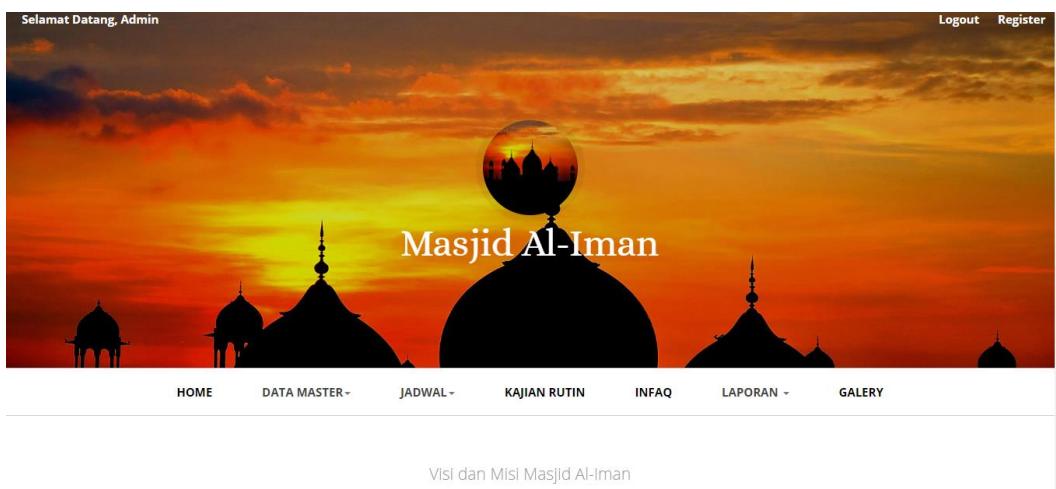 Selamat Datang, Admin Logout Register
Masjid Al-Iman
HOME DATA MASTER JADWAL KAJIAN RUTIN INFAQ LAPORAN GALERY
Visi dan Misi Masjid Al-Iman